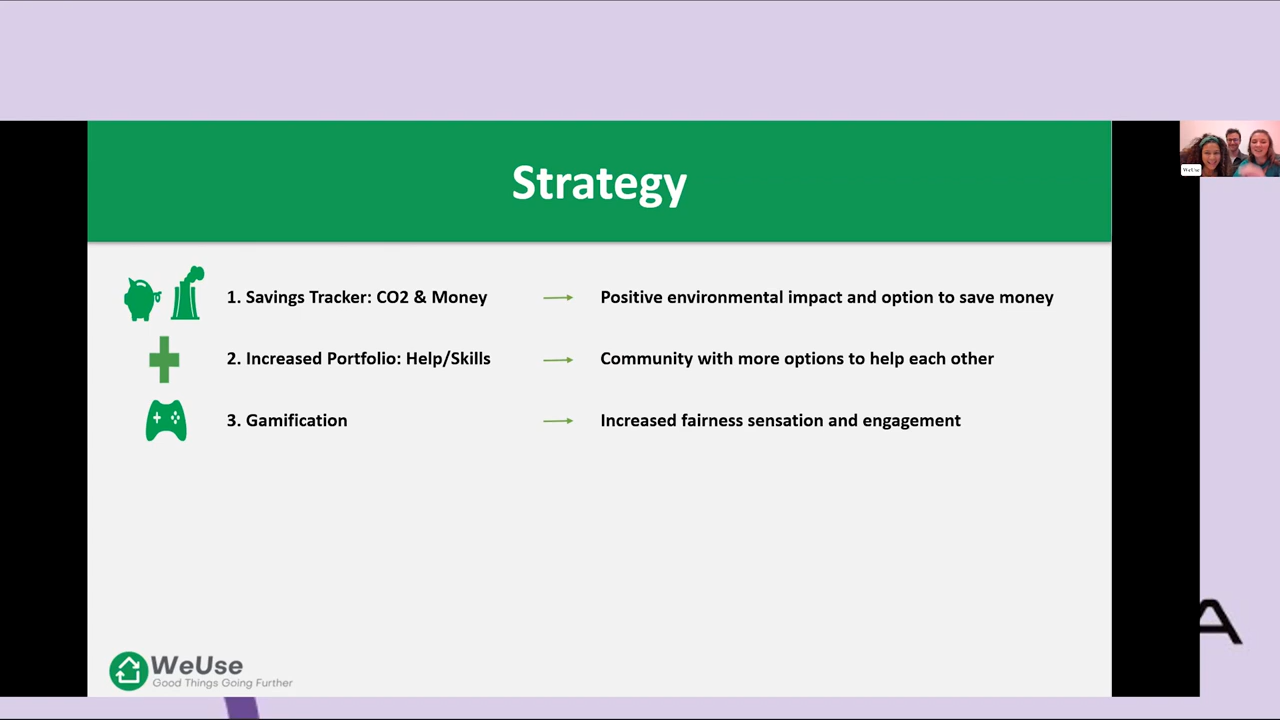 Strategy
1. Savings Tracker: CO2 & Money
Positive environmental impact and option to save money
2. Increased Portfolio: Help/Skills
Community with more options to help each other
3. Gamification
Increased fairness sensation and engagement
WeUse
Good Things Going Further
WeUse
A